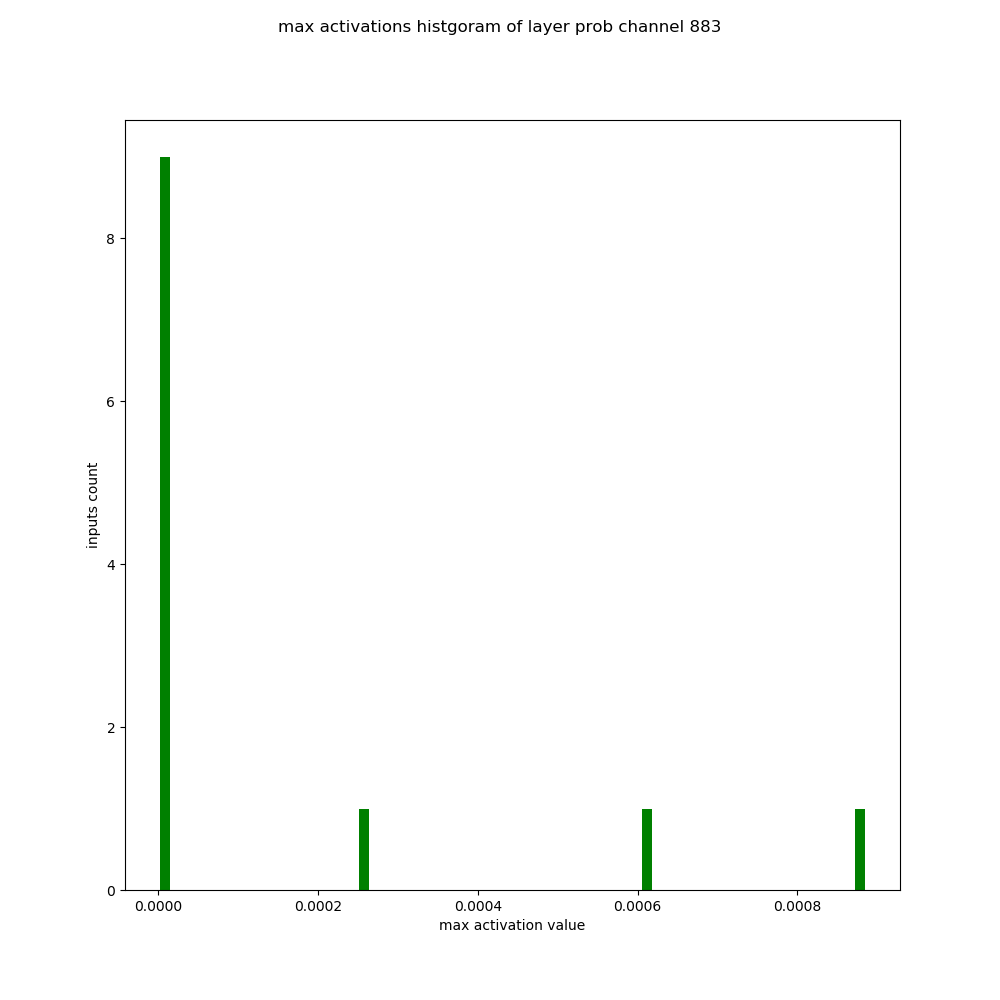 max activations histgoram of layer prob channel 883
8
6
4
2
0
inputs count
0.0000 0.0002 0.0004 0.0006 0.0008
max activation value